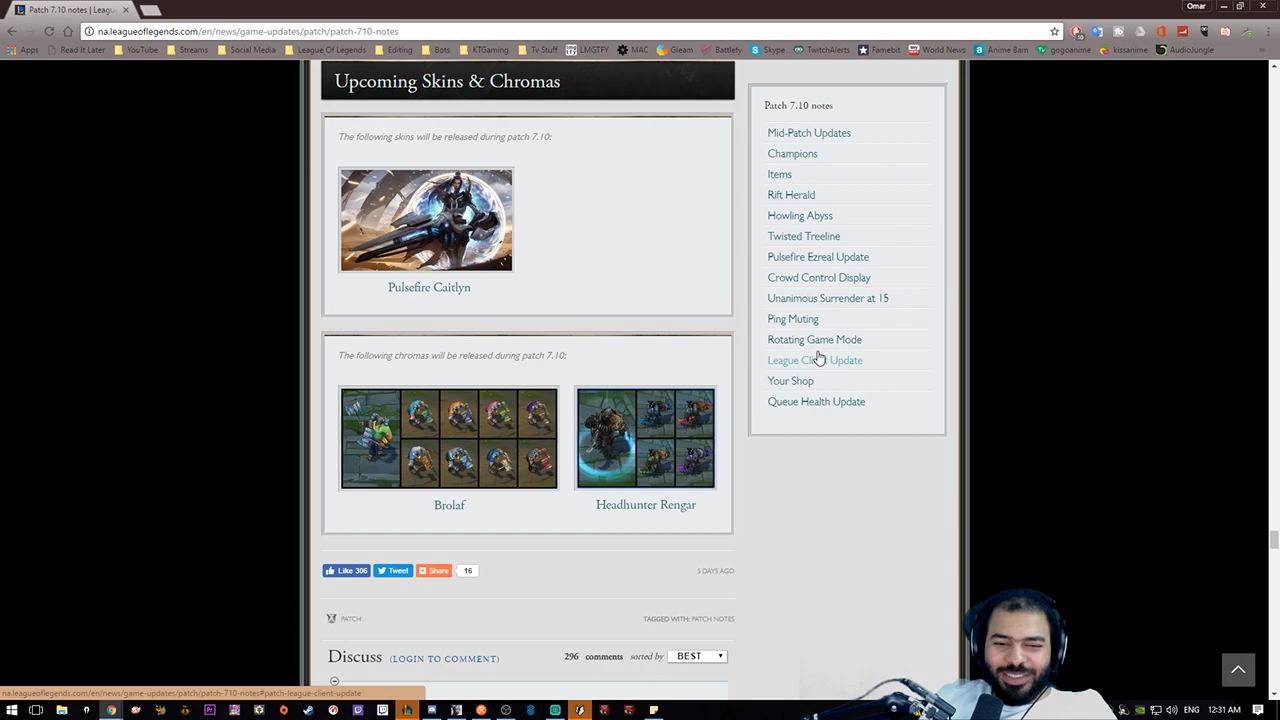 Patch 7.10 notes | Leagu
Omar
na.leagueoflegends.com/en/news/game-updates/patch/patch-710-notes
Apps
Read It Later
YouTube
Streams
Social Media
League Of Legends
Editing
Bots
KTGaming
Tv Stuff
LMGTFY
MAC
Gleam
Battlefy
Skype
TwitchAlerts
Famebit
World News
Anime Bam
gogoanime
kissanime
AudioJungle
Upcoming Skins & Chromas
The following skins will be released during patch 7.10:
Pulsefire Caitlyn
The following chromas will be released during patch 7.10:
Brolaf
Headhunter Rengar
Like 306
Tweet
Share
16
5 DAYS AGO
PATCH
TAGGED WITH: PATCH NOTES
Discuss (LOGIN TO COMMENT)
296 comments sorted by BEST
Patch 7.10 notes
Mid-Patch Updates
Champions
Items
Rift Herald
Howling Abyss
Twisted Treeline
Pulsefire Ezreal Update
Crowd Control Display
Unanimous Surrender at 15
Ping Muting
Rotating Game Mode
League Client Update
Your Shop
Queue Health Update
na.leagueoflegends.com/en/news/game-updates/patch/patch-710-notes#patch-league-client-update
ENG 12:31 AM